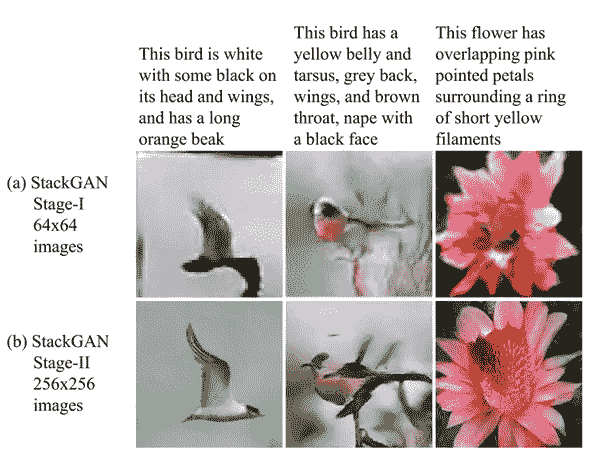 This bird is white
with some black on
its head and wings,
and has a long
orange beak
This bird has a
yellow belly and
tarsus, grey back,
wings, and brown
throat, nape with
a black face
This flower has
overlapping pink
pointed petals
surrounding a ring
of short yellow
filaments
(a) StackGAN
Stage-I
64x64
images
(b) StackGAN
Stage-II
256x256
images